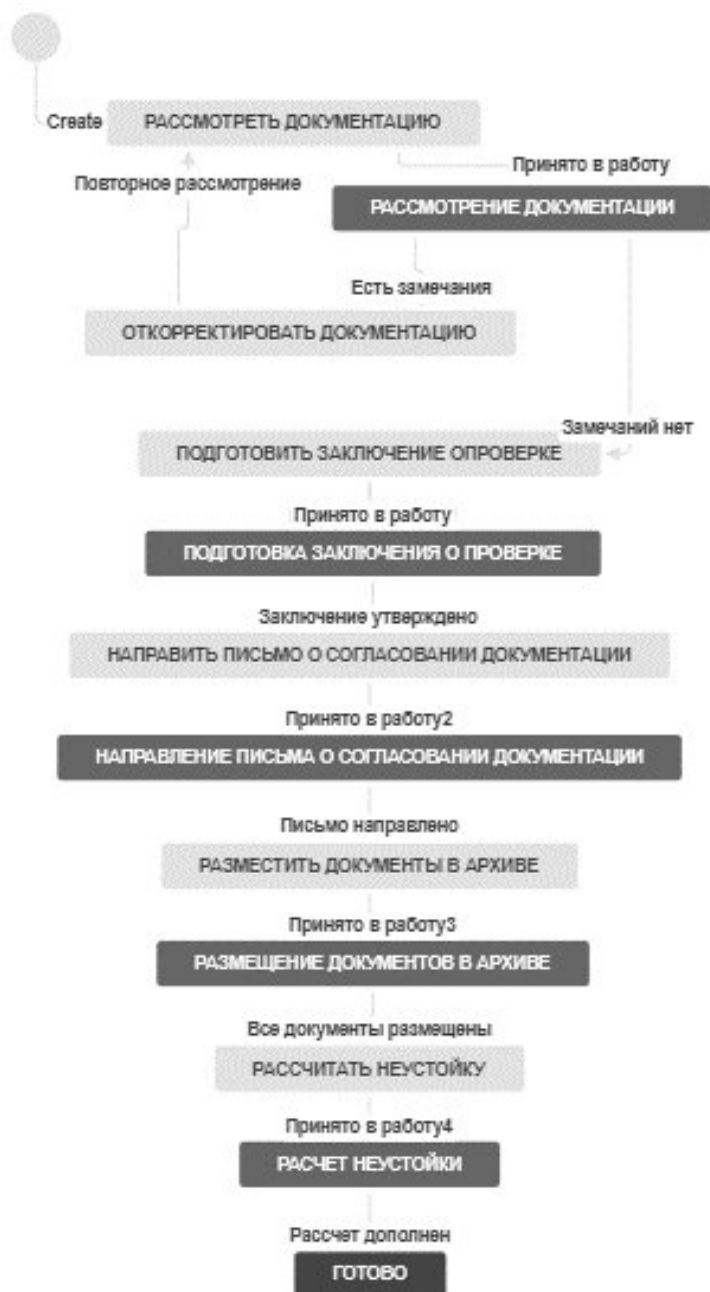 Create
РАССМОТРЕТЬ ДОКУМЕНТАЦИЮ
Принято в работу
Повторное рассмотрение
РАССМОТРЕНИЕ ДОКУМЕНТАЦИИ
Есть замечания
ОТКОРРЕКТИРОВАТЬ ДОКУМЕНТАЦИЮ
Замечаний нет
ПОДГОТОВИТЬ ЗАКЛЮЧЕНИЕ ОПРОВЕРКЕ
Принято в работу
ПОДГОТОВКА ЗАКЛЮЧЕНИЯ О ПРОВЕРКЕ
Заключение утверждено
НАПРАВИТЬ ПИСЬМО О СОГЛАСОВАНИИ ДОКУМЕНТАЦИИ
Принято в работу2
НАПРАВЛЕНИЕ ПИСЬМА О СОГЛАСОВАНИИ ДОКУМЕНТАЦИИ
Письмо направлено
РАЗМЕСТИТЬ ДОКУМЕНТЫ В АРХИВЕ
Принято в работу3
РАЗМЕЩЕНИЕ ДОКУМЕНТОВ В АРХИВЕ
Все документы размещены
РАССЧИТАТЬ НЕУСТОЙКУ
Принято в работу4
РАСЧЕТ НЕУСТОЙКИ
Рассчет дополнен
ГОТОВО